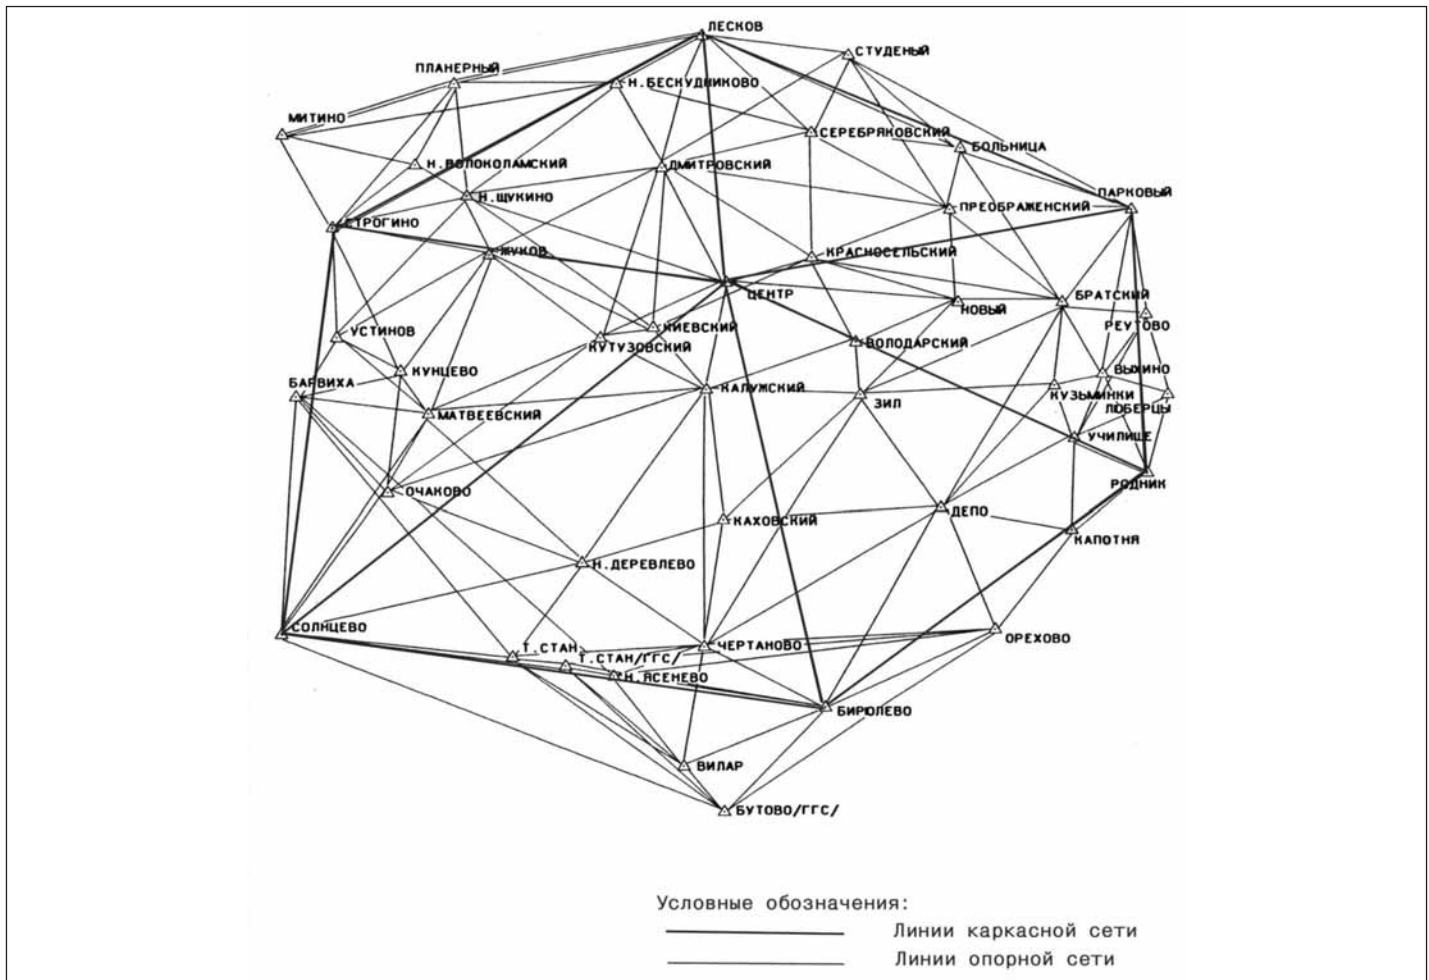 ЛЕСКОВ
СТУДЕНЫЙ
ПЛАНЕРНЫЙ
Н.БЕСКУДНИКОВО
МИТИНО
СЕРЕБРЯКОВСКИЙ
БОЛЬНИЦА
Н.ВОЛОКОЛАМСКИЙ
ДМИТРОВСКИЙ
ПАРКОВЫЙ
Н.ЩУКИНО
ПРЕОБРАЖЕНСКИЙ
СТРОГИНО
ЖУКОВ
КРАСНОСЕЛЬСКИЙ
ЦЕНТР
БРАТСКИЙ
НОВЫЙ
РЕУТОВО
УСТИНОВ
КИЕВСКИЙ
КУТУЗОВСКИЙ
ВОЛОДАРСКИЙ
КУНЦЕВО
ВЫХИНО
БАРВИХА
КАЛУЖСКИЙ
КУЗЬМИНКИ
ЗИЛ
ЛЮБЕРЦЫ
МАТВЕЕВСКИЙ
УЧИЛИЩЕ
РОДНИК
ОЧАКОВО
КАХОВСКИЙ
ДЕПО
КАПОТНЯ
Н.ДЕРЕВЛЕВО
СОЛНЦЕВО
ОРЕХОВО
Т.СТАН
ЧЕРТАНОВО
Т.СТАН/ГГС/
Н.ЯСЕНЕВО
БИРЮЛЕВО
ВИЛАР
БУТОВО/ГГС/
Условные обозначения:
Линии каркасной сети
Линии опорной сети